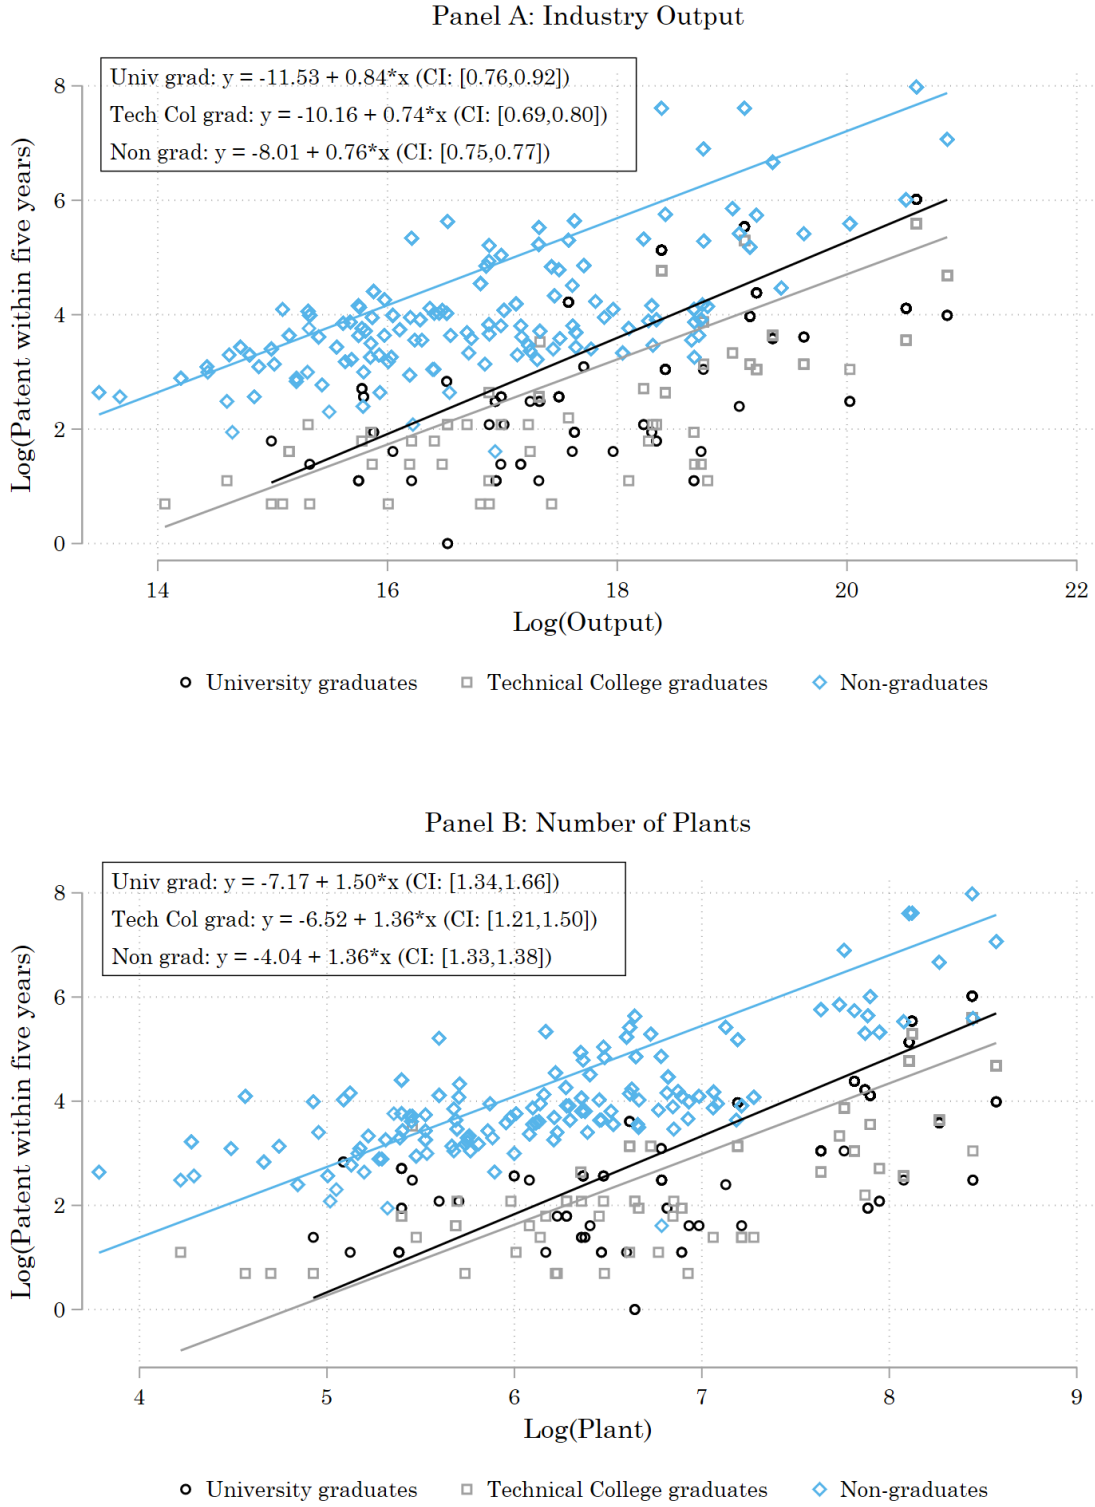 Panel A: Industry Output
Univ grad: y = -11.53 + 0.84*x (CI: [0.76,0.92])
Tech Col grad: y = -10.16 + 0.74*x (CI: [0.69,0.80])
Non grad: y = -8.01 + 0.76*x (CI: [0.75,0.77])
Log(Patent within five years)
8
6
4
2
0
14 16 18 20 22
Log(Output)
University graduates Technical College graduates Non-graduates
Panel B: Number of Plants
Univ grad: y = -7.17 + 1.50*x (CI: [1.34,1.66])
Tech Col grad: y = -6.52 + 1.36*x (CI: [1.21,1.50])
Non grad: y = -4.04 + 1.36*x (CI: [1.33,1.38])
Log(Patent within five years)
8
6
4
2
0
4 5 6 7 8 9
Log(Plant)
University graduates Technical College graduates Non-graduates